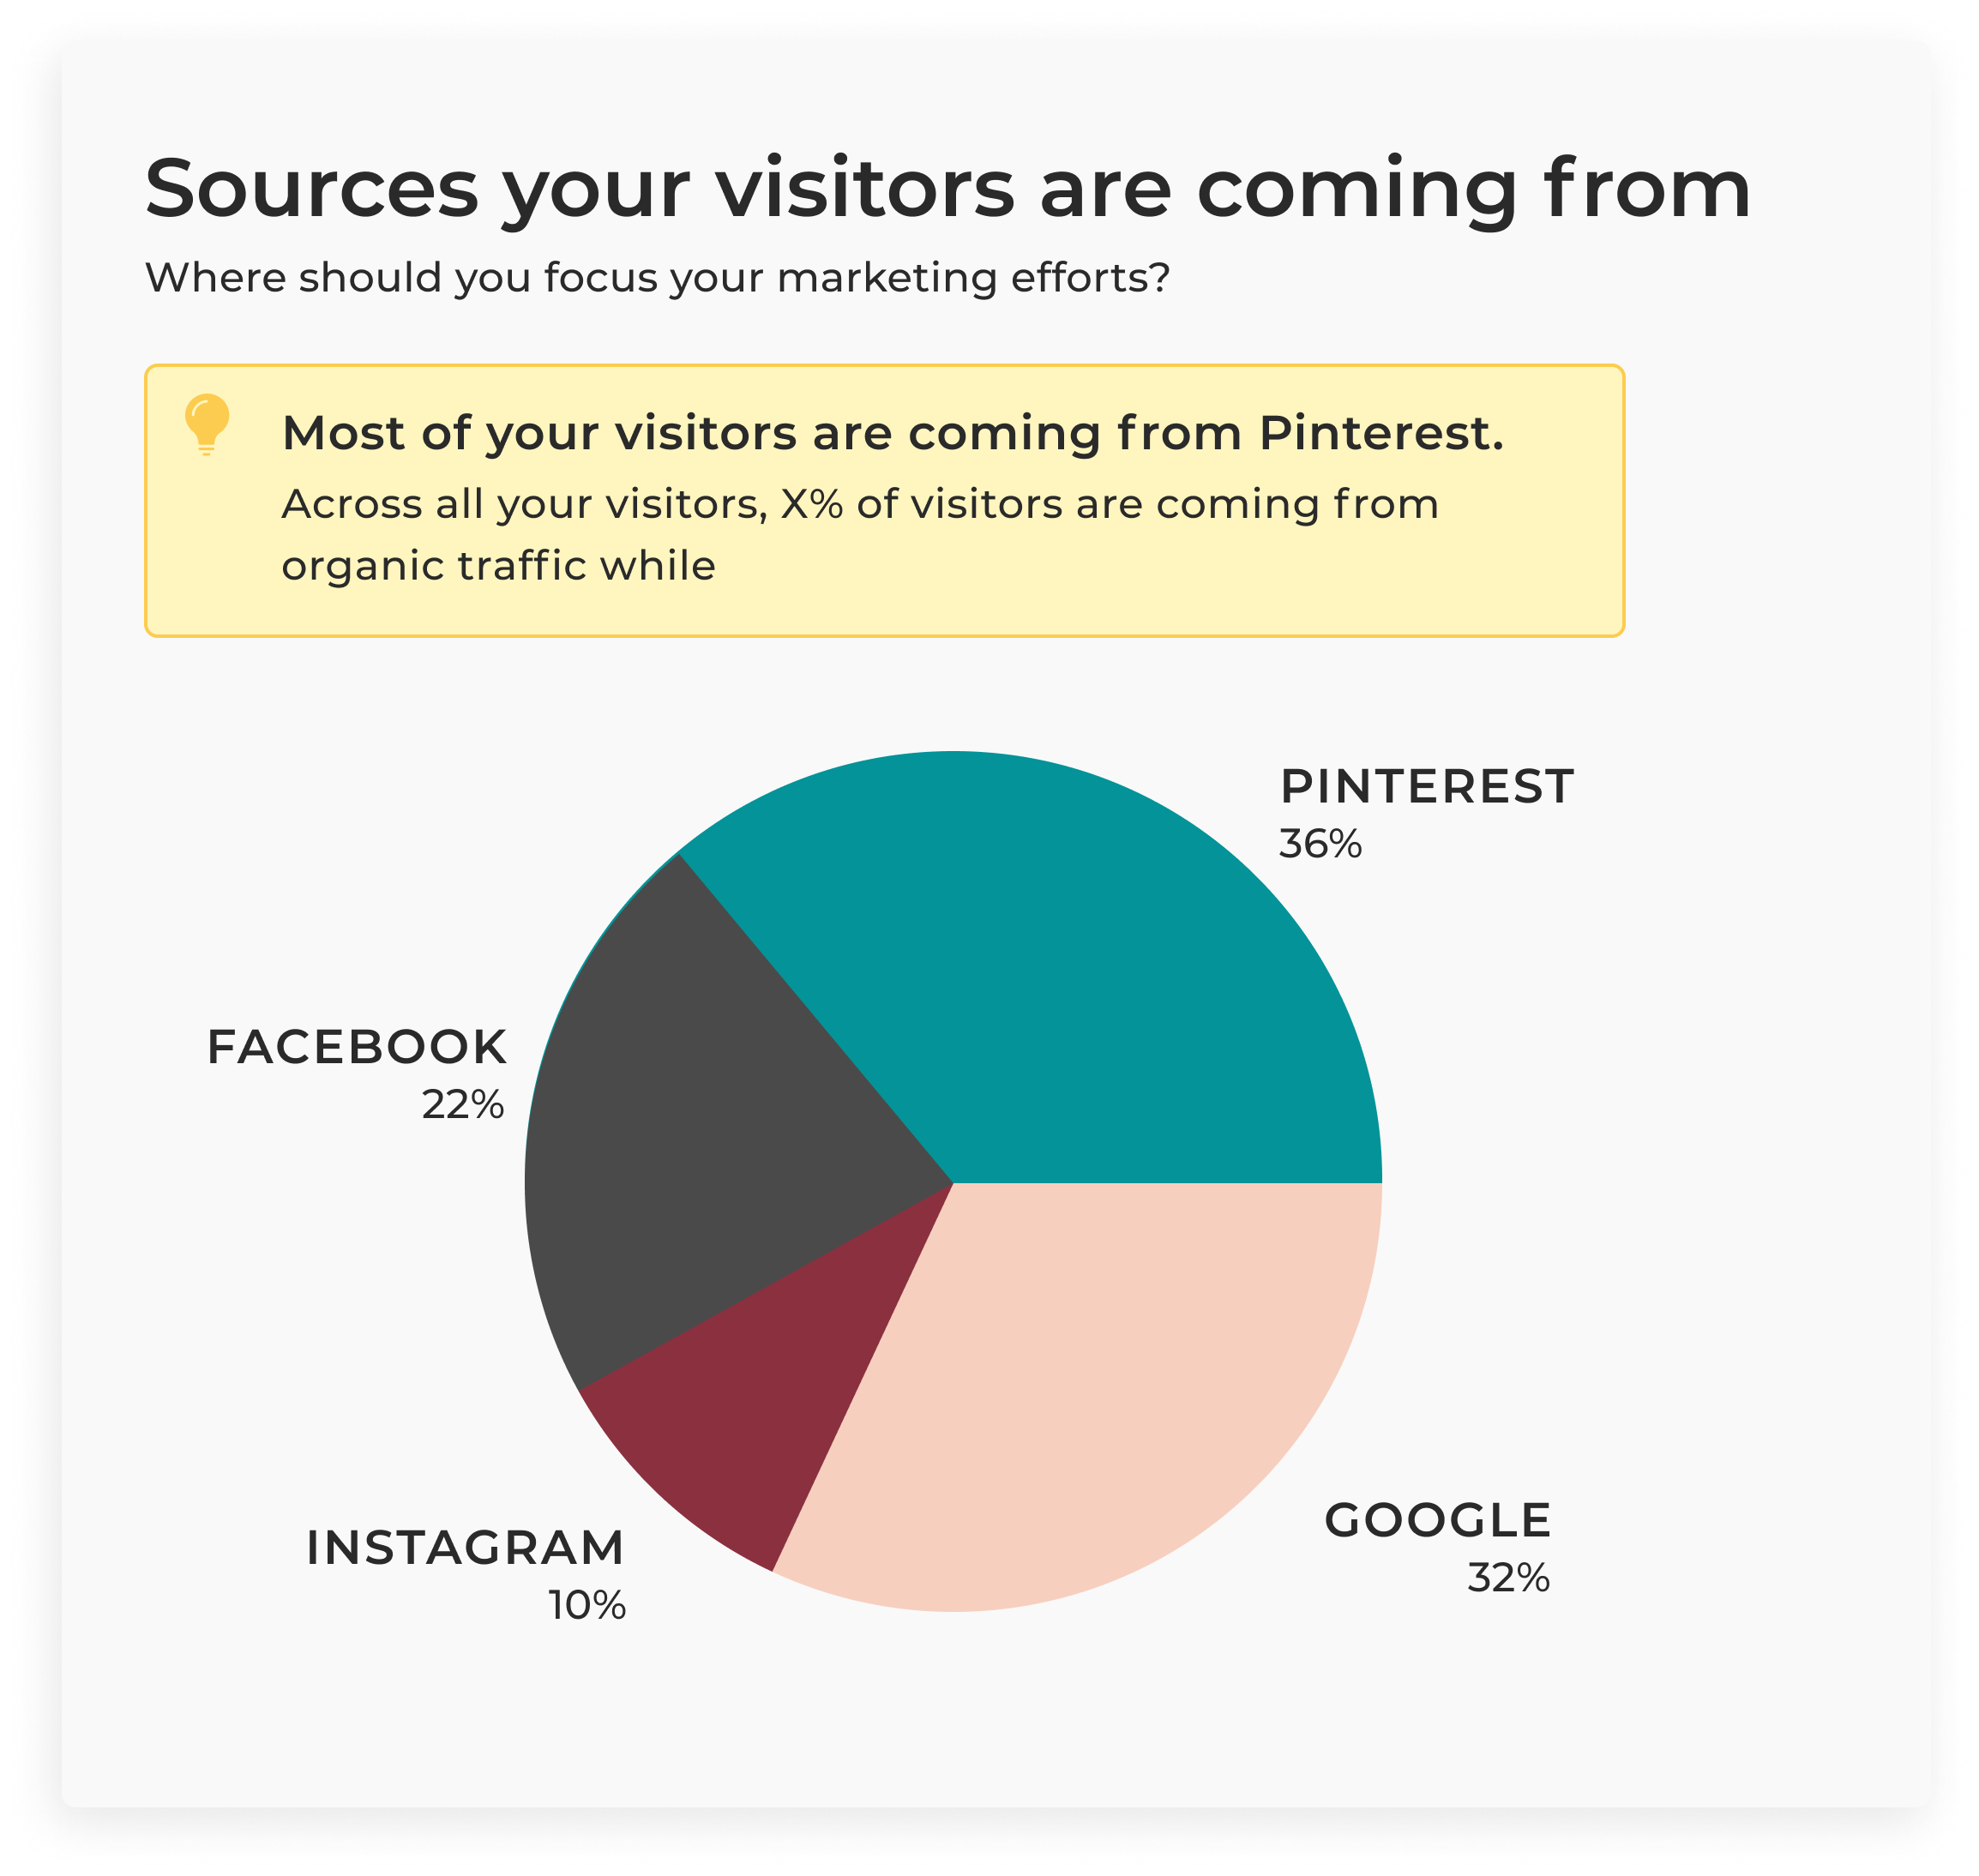 Sources your visitors are coming from
Where should you focus your marketing efforts?
Most of your visitors are coming from Pinterest.
Across all your visitors, X% of visitors are coming from
organic traffic while
PINTEREST
36%
FACEBOOK
22%
INSTAGRAM
10%
GOOGLE
32%